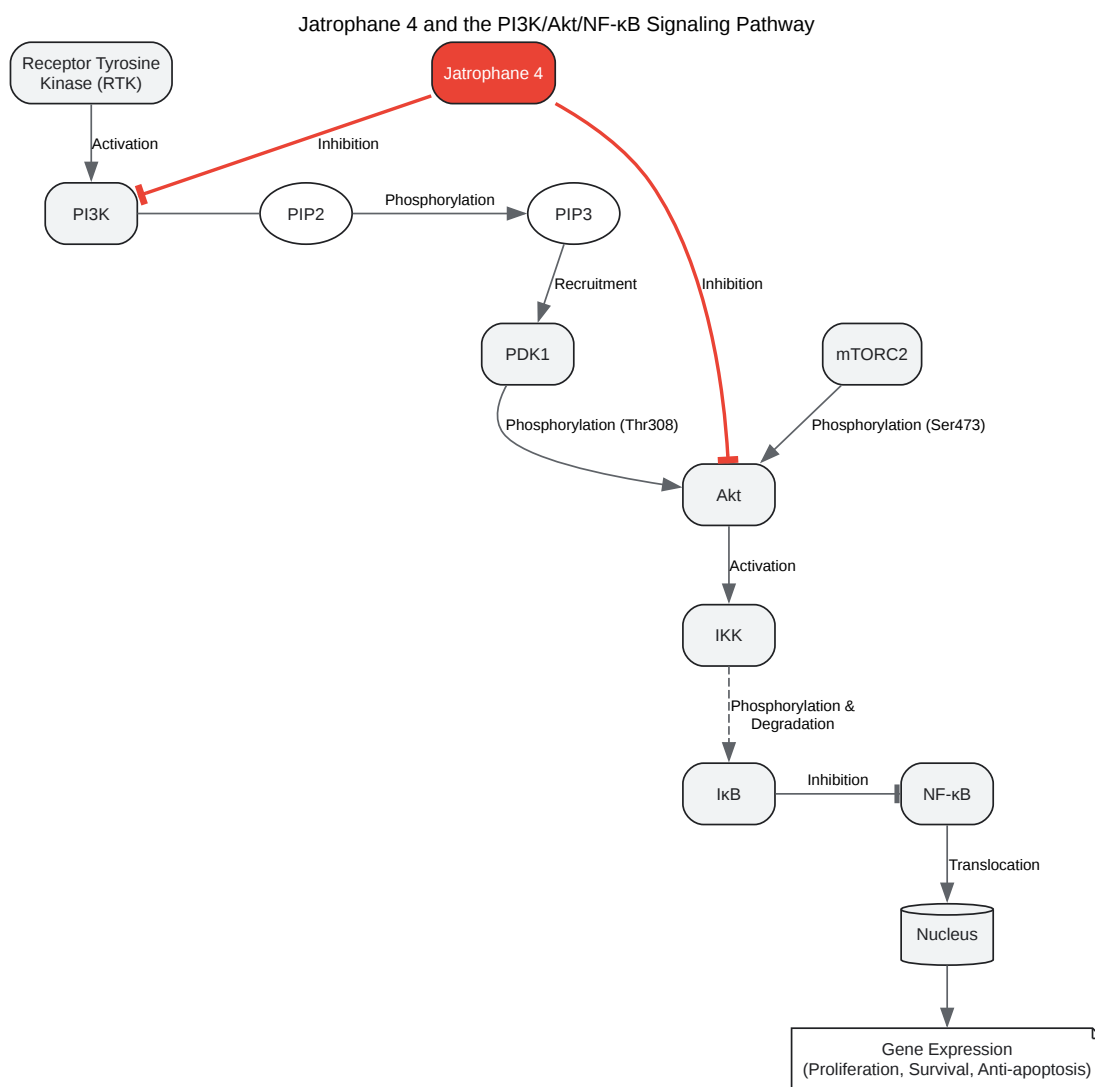 Jatrophane 4 and the PI3K/Akt/NF-κB Signaling Pathway
Receptor Tyrosine
Kinase (RTK)
Jatrophane 4
Activation
Inhibition
PI3K
PIP2
Phosphorylation
PIP3
Recruitment
Inhibition
PDK1
mTORC2
Phosphorylation (Thr308)
Phosphorylation (Ser473)
Akt
Activation
IKK
Phosphorylation &
Degradation
IκB
Inhibition
NF-κB
Translocation
Nucleus
Gene Expression
(Proliferation, Survival, Anti-apoptosis)